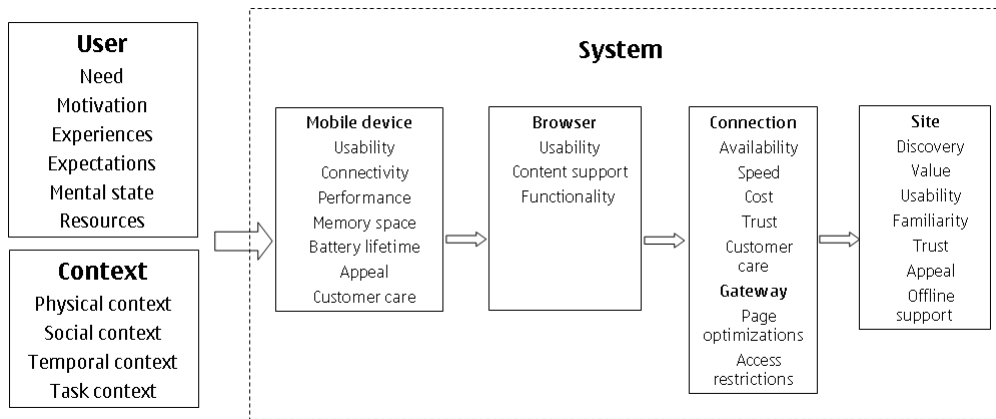 User
Need
Motivation
Experiences
Expectations
Mental state
Resources
Context
Physical context
Social context
Temporal context
Task context
System
Mobile device
Usability
Connectivity
Performance
Memory space
Battery lifetime
Appeal
Customer care
Browser
Usability
Content support
Functionality
Connection
Availability
Speed
Cost
Trust
Customer
care
Gateway
Page
optimizations
Access
restrictions
Site
Discovery
Value
Usability
Familiarity
Trust
Appeal
Offline
support